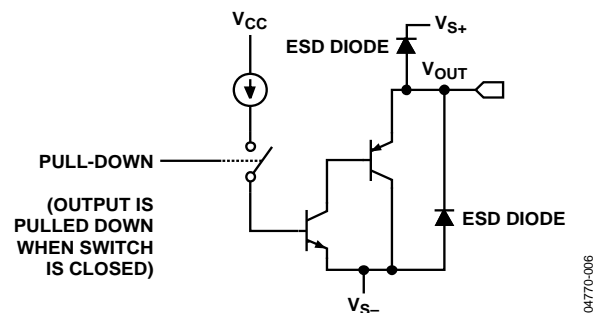 VCC
VS+
ESD DIODE
VOUT
PULL-DOWN
(OUTPUT IS
PULLED DOWN
WHEN SWITCH
IS CLOSED)
ESD DIODE
VS–
04770-006